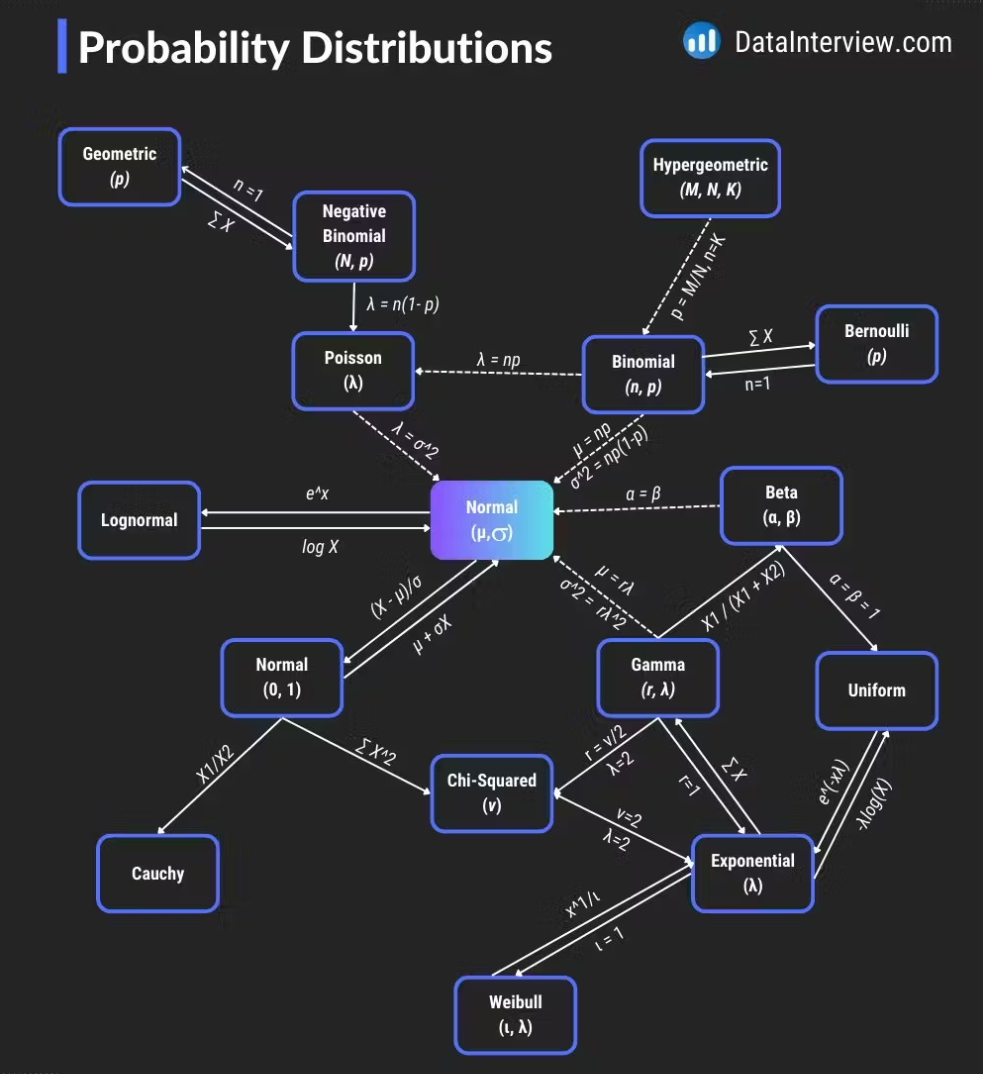 Probability Distributions
DataInterview.com
Geometric
(p)
n =1
∑ X
Negative
Binomial
(N, p)
Hypergeometric
(M, N, K)
p = M/N, n=K
λ = n(1- p)
Poisson
(λ)
λ = np
Binomial
(n, p)
∑ X
n=1
Bernoulli
(p)
λ = σ^2
μ = np
σ^2 = np(1-p)
Lognormal
e^x
log X
Normal
(μ,σ)
α = β
Beta
(α, β)
(X - μ)/σ
μ + σX
μ = rλ
σ^2 = rλ^2
X1 / (X1 + X2)
α = β = 1
Normal
(0, 1)
Gamma
(r, λ)
Uniform
X1/X2
∑ X^2
Chi-Squared
(v)
r = v/2
λ=2
r=1
∑ X
e^(-xλ)
-λlog(X)
v=2
λ=2
Cauchy
Exponential
(λ)
x^1/ι
ι = 1
Weibull
(ι, λ)